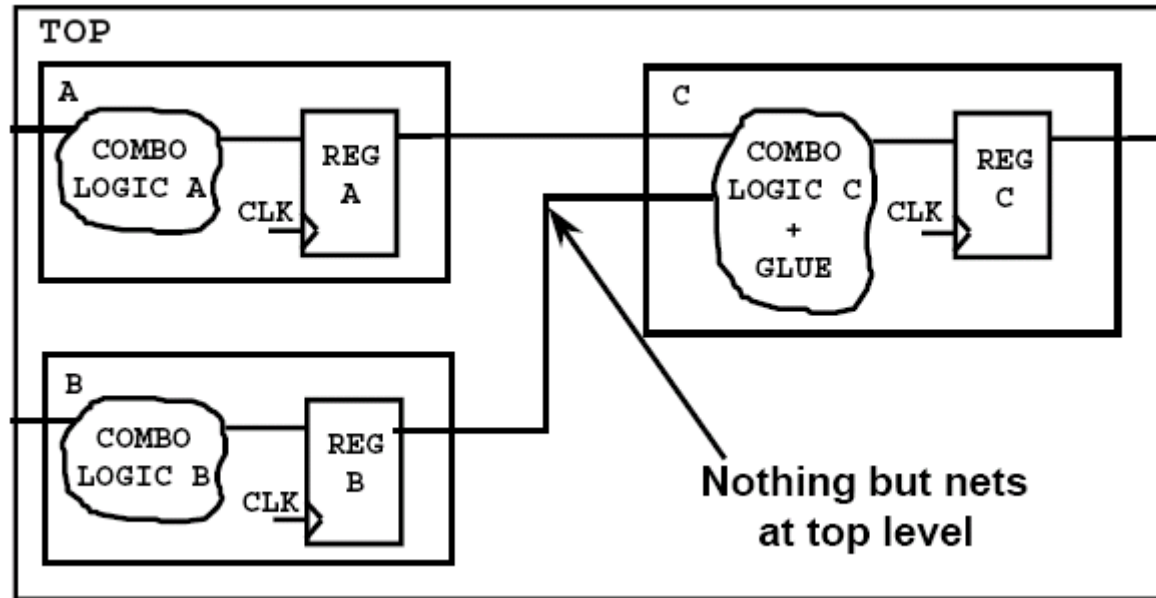 TOP
A
COMBO
LOGIC A
REG
A
CLK
C
COMBO
LOGIC C
+
GLUE
REG
C
CLK
B
COMBO
LOGIC B
REG
B
CLK
Nothing but nets
at top level